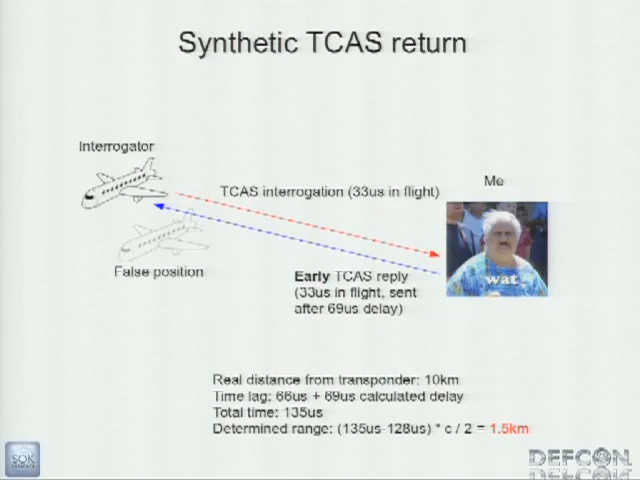 Synthetic TCAS return
Interrogator
Me
TCAS interrogation (33us in flight)
wat
False position
Early TCAS reply
(33us in flight, sent
after 69us delay)
Real distance from transponder: 10km
Time lag: 66us + 69us calculated delay
Total time: 135us
Determined range: (135us-128us) * c / 2 = 1.5km
SOK
DEFCON